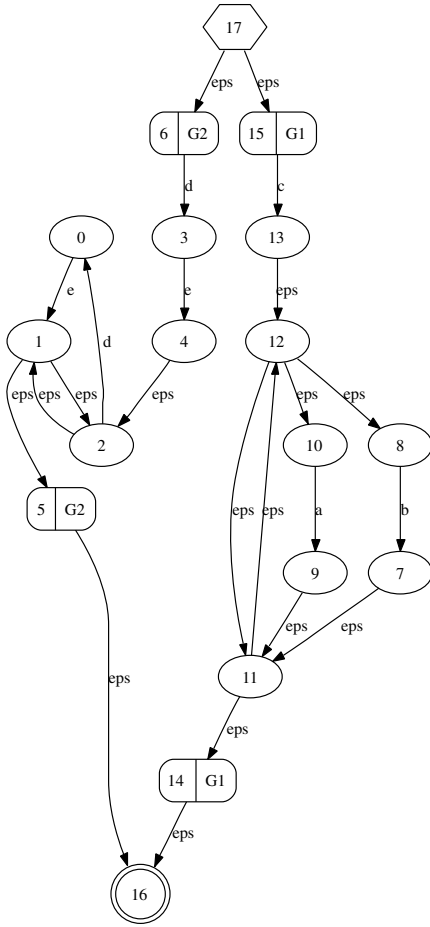 17
eps eps
6 G2 15 G1
d c
0 3 13
e e eps
1 d 4 12
eps eps eps eps eps eps
2 10 8
5 G2 eps eps a b
9 7
eps eps
eps 11
eps
14 G1
eps
16